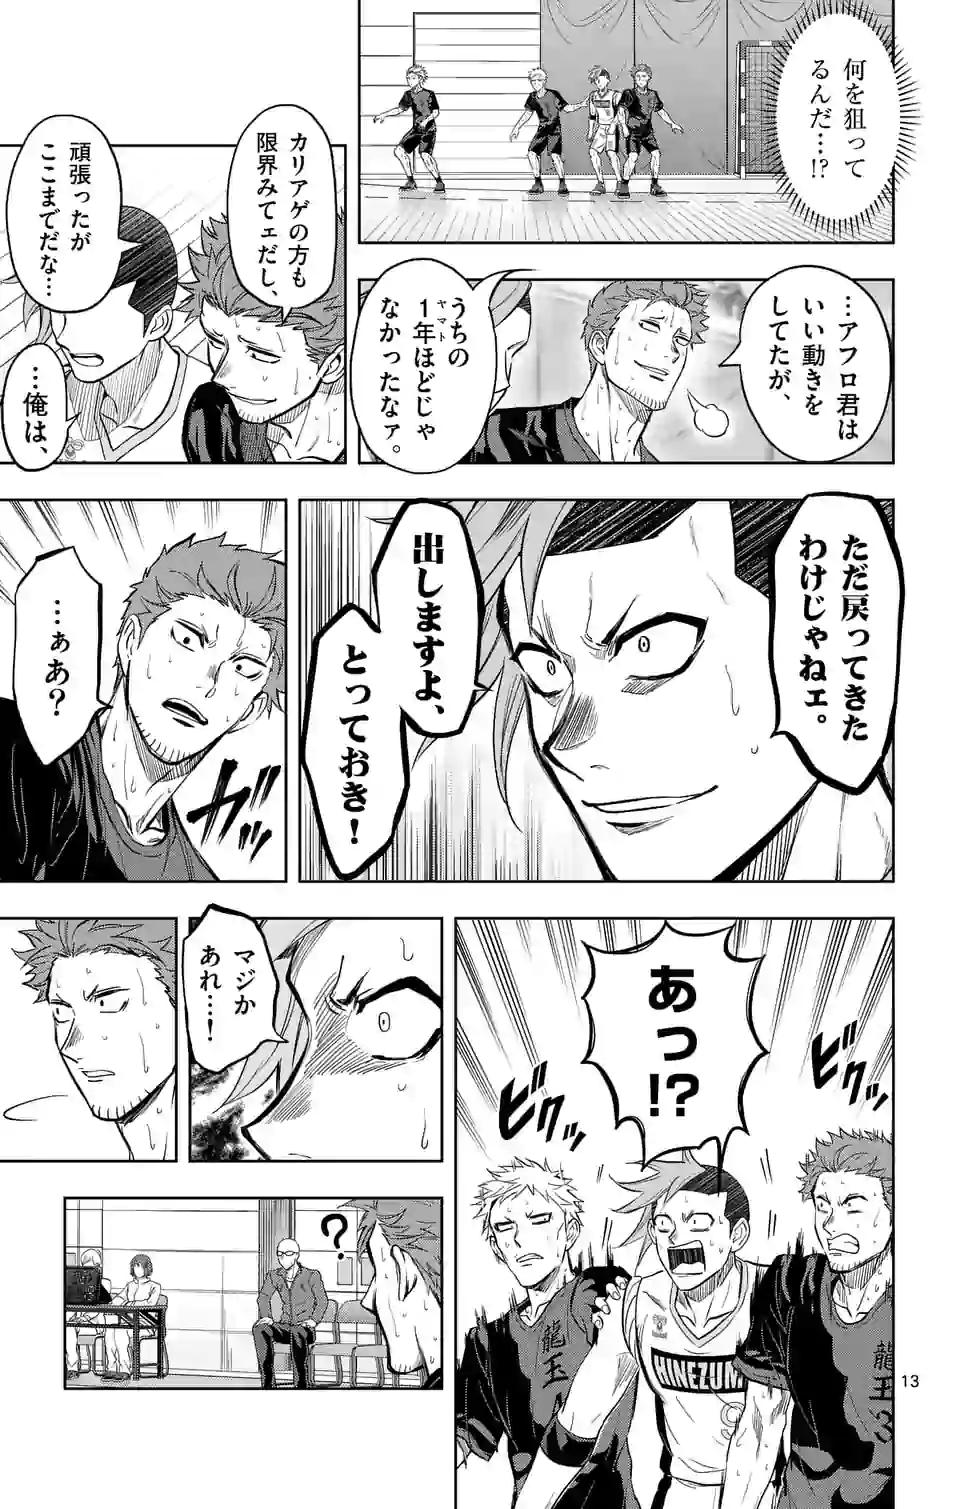 何を狙って
るんだ…!?
…アフロ君は
いい動きを
してたが、
うちの
1年ほどじゃ
ヤマト
なかったなァ。
カリアゲの方も
限界みてェだし、
頑張ったが
ここまでだな…
…俺は、
ただ戻ってきた
わけじゃねェ。
出しますよ、
とっておき!
…ぁあ?
ガバッ
あっ!?
ビクッ
ビクッ
龍玉
4
HINEZUMI
龍玉
3
マジか
あれ……!
?
13